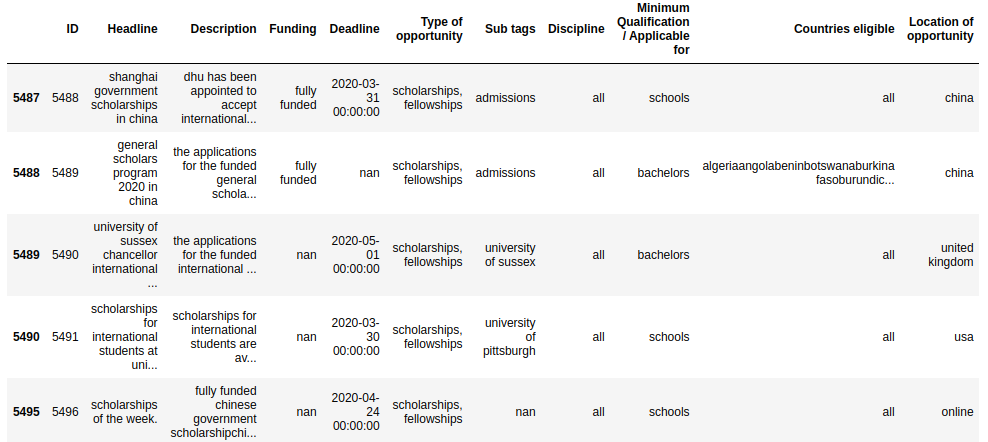 ID Headline Description Funding Deadline Type of opportunity Sub tags Discipline Minimum Qualification / Applicable for Countries eligible Location of opportunity
5487 5488 shanghai government scholarships in china dhu has been appointed to accept international... fully funded 2020-03-31 00:00:00 scholarships, fellowships admissions all schools all china
5488 5489 general scholars program 2020 in china the applications for the funded general schola... fully funded nan scholarships, fellowships admissions all bachelors algeriaangolabeninbotswanaburkina fasoburundic... china
5489 5490 university of sussex chancellor international ... the applications for the funded international ... nan 2020-05-01 00:00:00 scholarships, fellowships university of sussex all bachelors all united kingdom
5490 5491 scholarships for international students at uni... scholarships for international students are av... nan 2020-03-30 00:00:00 scholarships, fellowships university of pittsburgh all schools all usa
5495 5496 scholarships of the week. fully funded chinese government scholarshipchi... nan 2020-04-24 00:00:00 scholarships, fellowships nan all schools all online